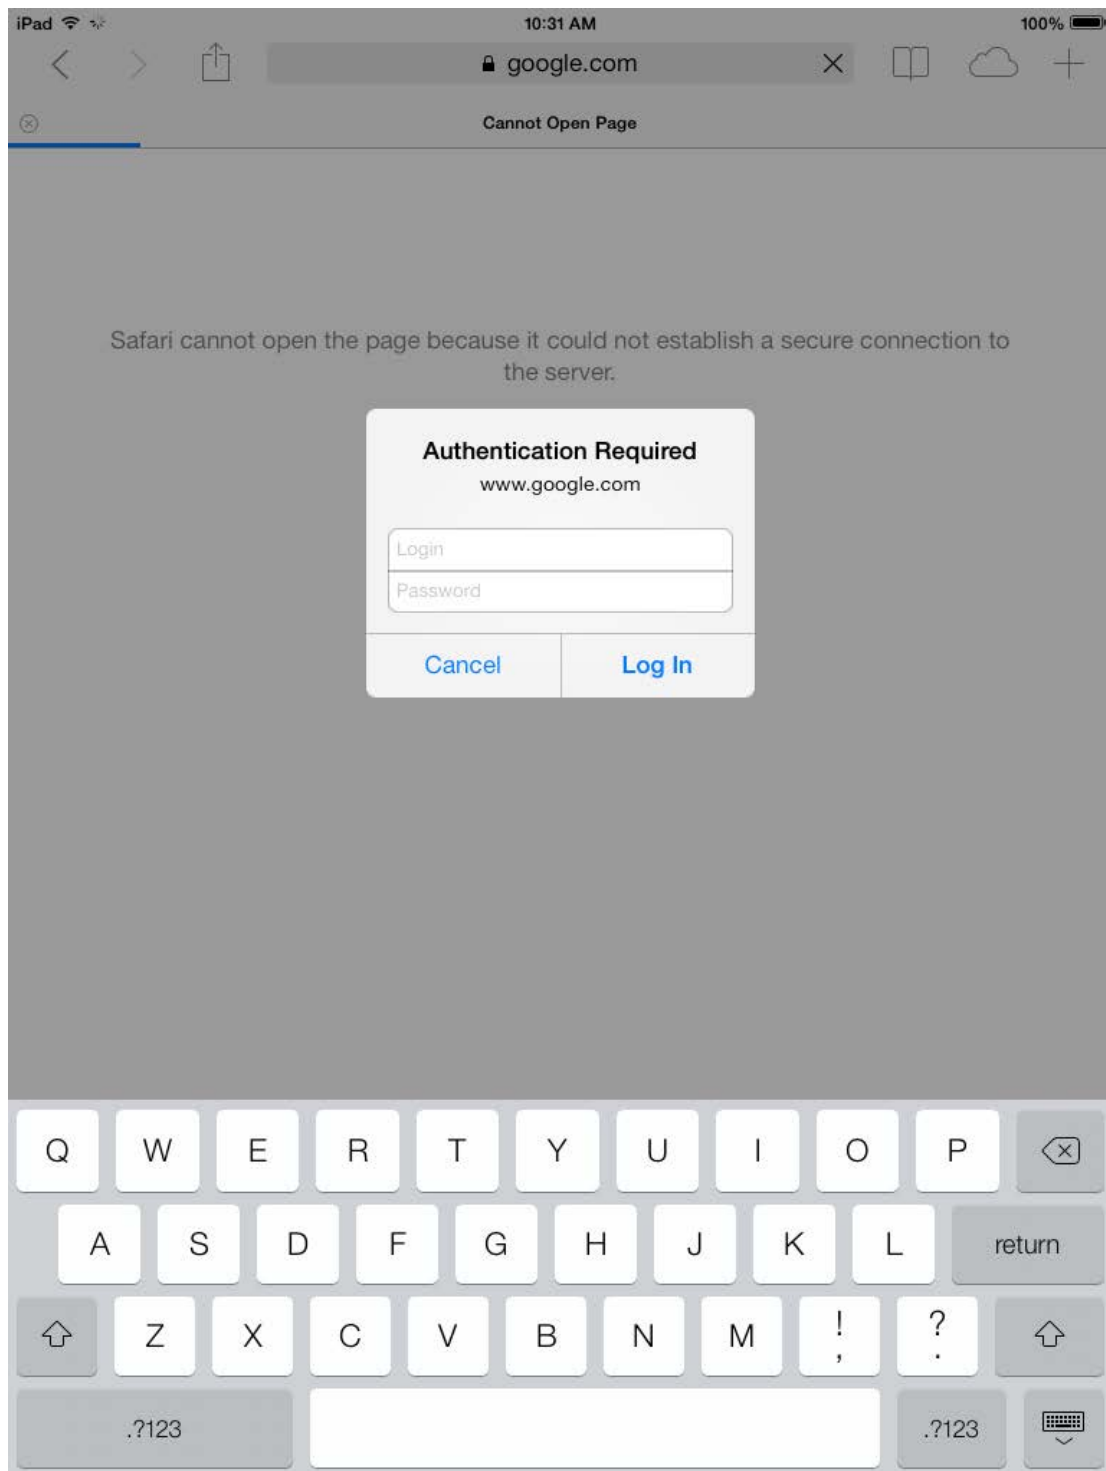 iPad 10:31 AM 100%
google.com
Cannot Open Page
Safari cannot open the page because it could not establish a secure connection to
the server.
Authentication Required
www.google.com
Login
Password
Cancel Log In
Q W E R T Y U I O P
A S D F G H J K L return
Z X C V B N M ! ?
, .
.?123 .?123